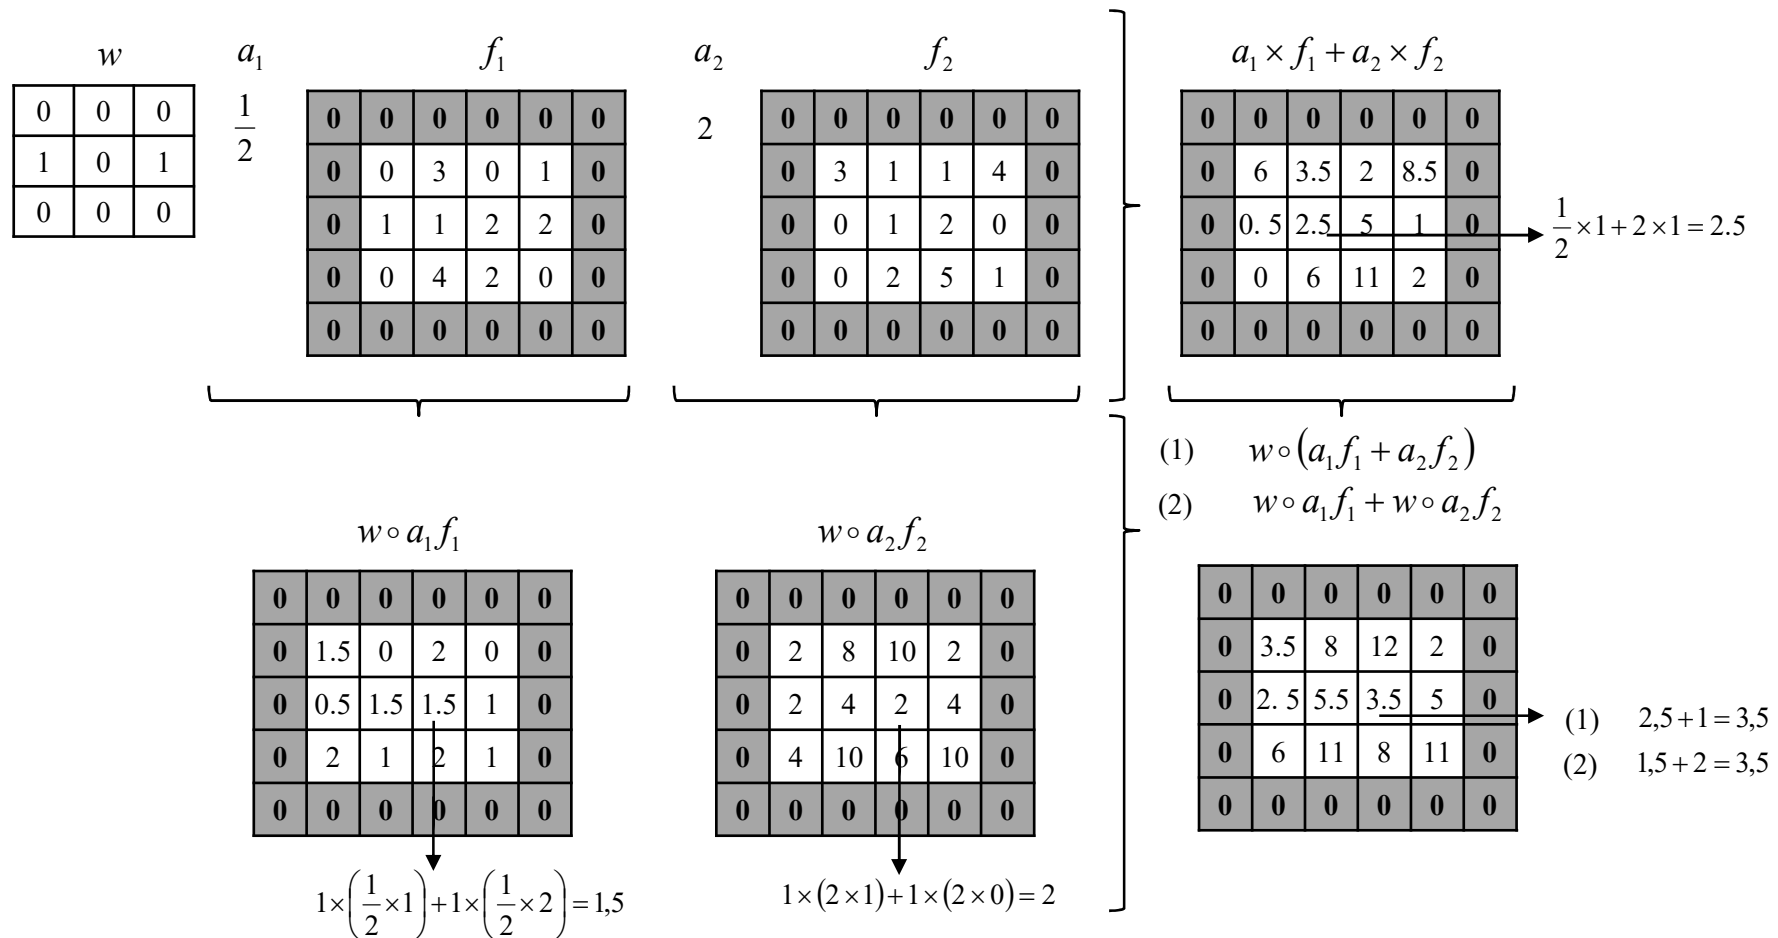 w a₁ f₁ a₂ f₂ a₁ × f₁ + a₂ × f₂
0 0 0
1 0 1
0 0 0
1/2
0 0 0 0 0 0
0 0 3 0 1 0
0 1 1 2 2 0
0 0 4 2 0 0
0 0 0 0 0 0
2
0 0 0 0 0 0
0 3 1 1 4 0
0 0 1 2 0 0
0 0 2 5 1 0
0 0 0 0 0 0
0 0 0 0 0 0
0 6 3.5 2 8.5 0
0 0. 5 2.5 5 1 0
0 0 6 11 2 0
0 0 0 0 0 0
1/2 × 1 + 2 × 1 = 2.5
(1) w ∘ (a₁f₁ + a₂f₂)
(2) w ∘ a₁f₁ + w ∘ a₂f₂
w ∘ a₁f₁
0 0 0 0 0 0
0 1.5 0 2 0 0
0 0.5 1.5 1.5 1 0
0 2 1 2 1 0
0 0 0 0 0 0
1 × (1/2 × 1) + 1 × (1/2 × 2) = 1,5
w ∘ a₂f₂
0 0 0 0 0 0
0 2 8 10 2 0
0 2 4 2 4 0
0 4 10 6 10 0
0 0 0 0 0 0
1 × (2 × 1) + 1 × (2 × 0) = 2
0 0 0 0 0 0
0 3.5 8 12 2 0
0 2. 5 5.5 3.5 5 0
0 6 11 8 11 0
0 0 0 0 0 0
(1) 2,5 + 1 = 3,5
(2) 1,5 + 2 = 3,5